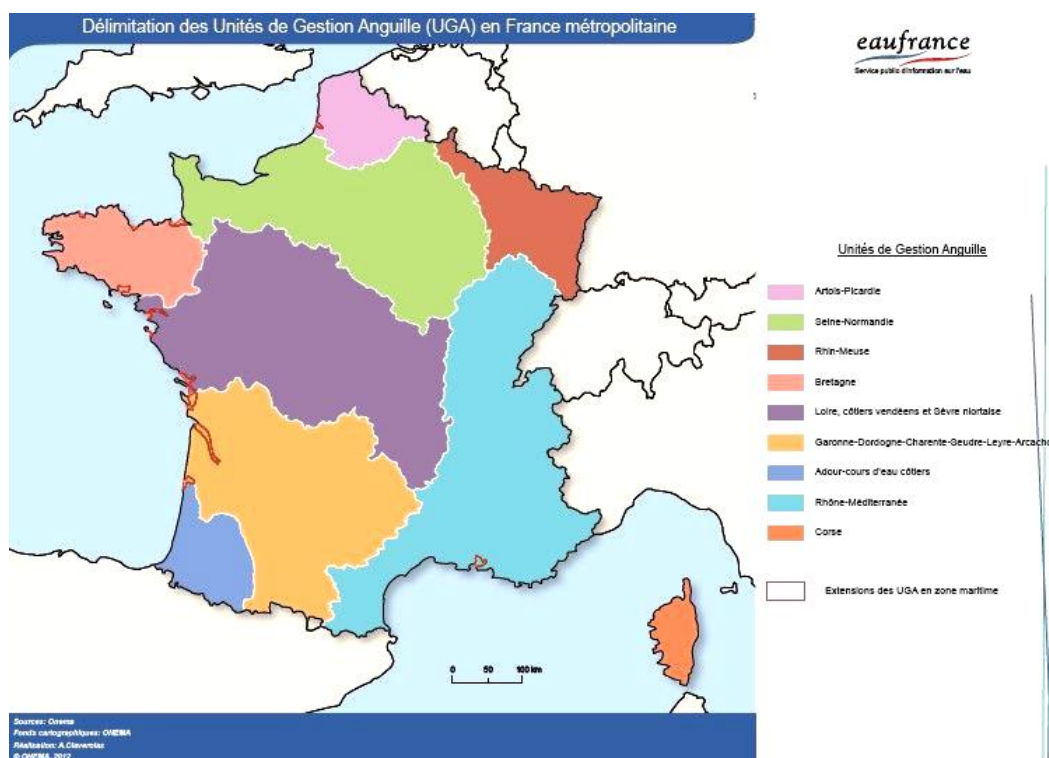 Délimitation des Unités de Gestion Anguille (UGA) en France métropolitaine
eaufrance
Service public d'information sur l'eau
Unités de Gestion Anguille
Artois-Picardie
Seine-Normandie
Rhin-Meuse
Bretagne
Loire, côtiers vendéens et Sèvre niortaise
Garonne-Dordogne-Charente-Seudre-Leyre-Arcacho
Adour-cours d'eau côtiers
Rhône-Méditerranée
Corse
Extensions des UGA en zone maritime
0 50 100 km
Sources: Onema
Fonds cartographiques: ONEMA
Réalisation: A.Claverolas
© ONEMA, 2012